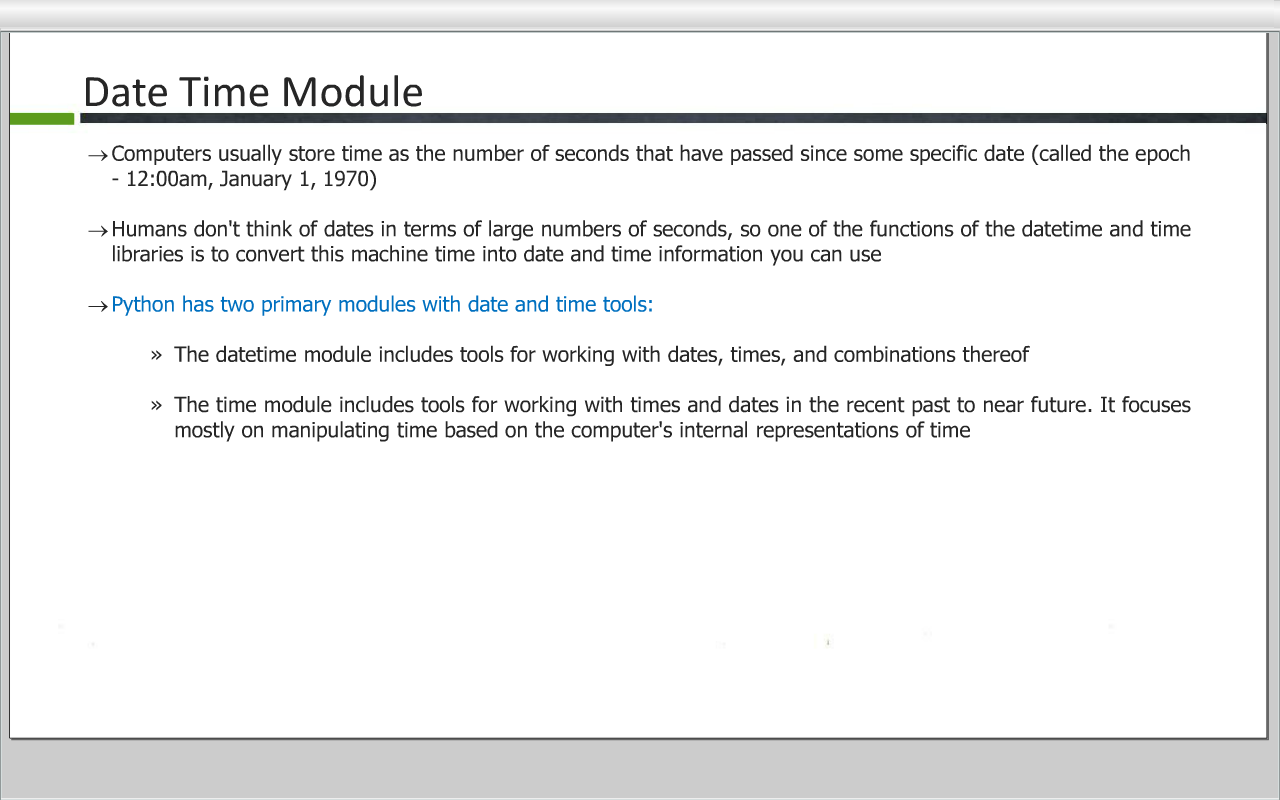 Date Time Module
→Computers usually store time as the number of seconds that have passed since some specific date (called the epoch
- 12:00am, January 1, 1970)
→Humans don't think of dates in terms of large numbers of seconds, so one of the functions of the datetime and time
libraries is to convert this machine time into date and time information you can use
→Python has two primary modules with date and time tools:
» The datetime module includes tools for working with dates, times, and combinations thereof
» The time module includes tools for working with times and dates in the recent past to near future. It focuses
mostly on manipulating time based on the computer's internal representations of time